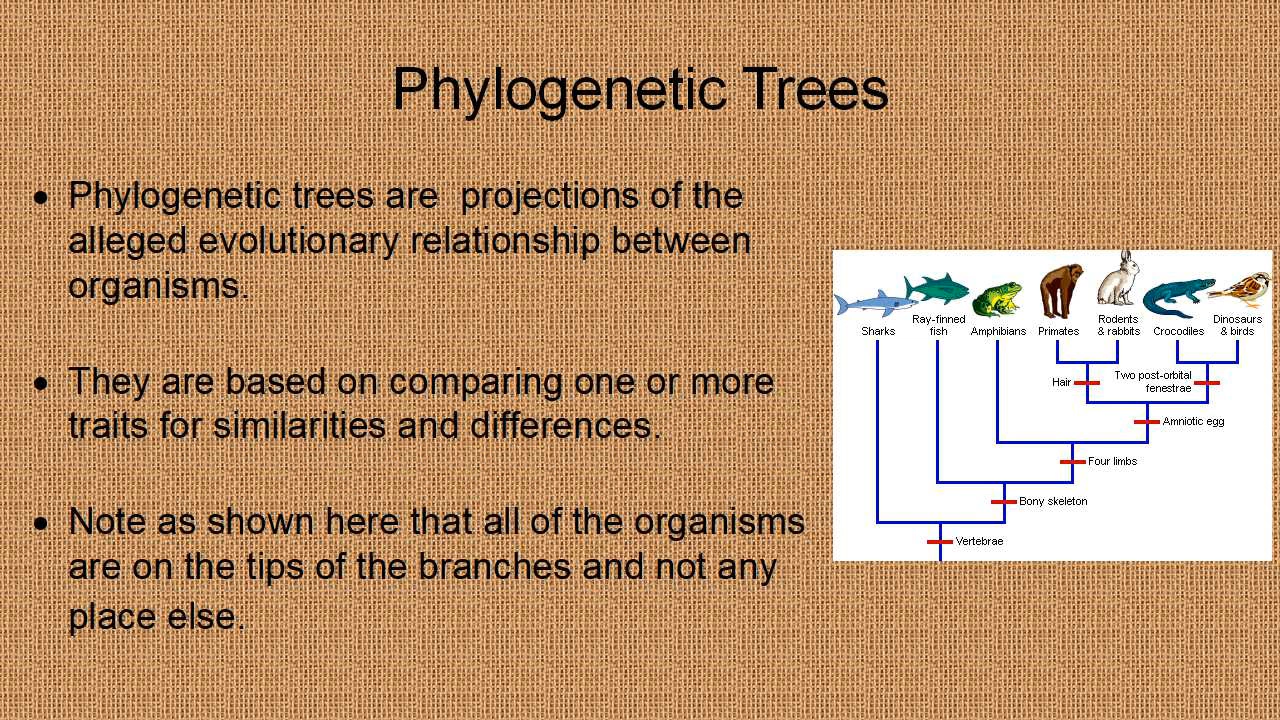 Phylogenetic Trees
• Phylogenetic trees are  projections of the
alleged evolutionary relationship between
organisms.
• They are based on comparing one or more
traits for similarities and differences.
• Note as shown here that all of the organisms
are on the tips of the branches and not any
place else.
Sharks
Ray-finned
fish
Amphibians
Primates
Rodents
& rabbits
Crocodiles
Dinosaurs
& birds
Hair
Two post-orbital
fenestrae
Amniotic egg
Four limbs
Bony skeleton
Vertebrae